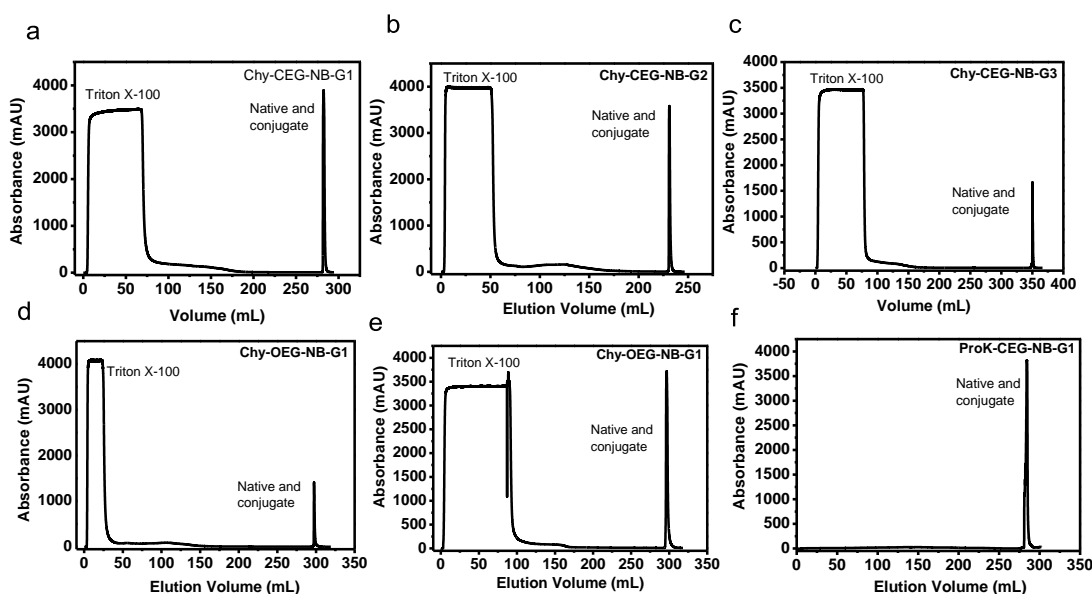 a
Chy-CEG-NB-G1
Triton X-100
Native and
conjugate
Absorbance (mAU)
4000
3000
2000
1000
0
0 50 100 150 200 250 300
Volume (mL)
b
Triton X-100
Chy-CEG-NB-G2
Native and
conjugate
Absorbance (mAU)
4000
3000
2000
1000
0
0 50 100 150 200 250
Elution Volume (mL)
c
Triton X-100
Chy-CEG-NB-G3
Native and
conjugate
Absorbance (mAU)
3500
3000
2500
2000
1500
1000
500
0
-50 0 50 100 150 200 250 300 350 400
Volume (mL)
d
Chy-OEG-NB-G1
Triton X-100
Native and
conjugate
Absorbance (mAU)
4000
3000
2000
1000
0
0 50 100 150 200 250 300 350
Elution Volume (mL)
e
Triton X-100
Chy-OEG-NB-G1
Native and
conjugate
Absorbance (mAU)
4000
3500
3000
2500
2000
1500
1000
500
0
0 50 100 150 200 250 300 350
Elution Volume (mL)
f
ProK-CEG-NB-G1
Native and
conjugate
Absorbance (mAU)
4000
3500
3000
2500
2000
1500
1000
500
0
0 50 100 150 200 250 300 350
Elution Volume (mL)